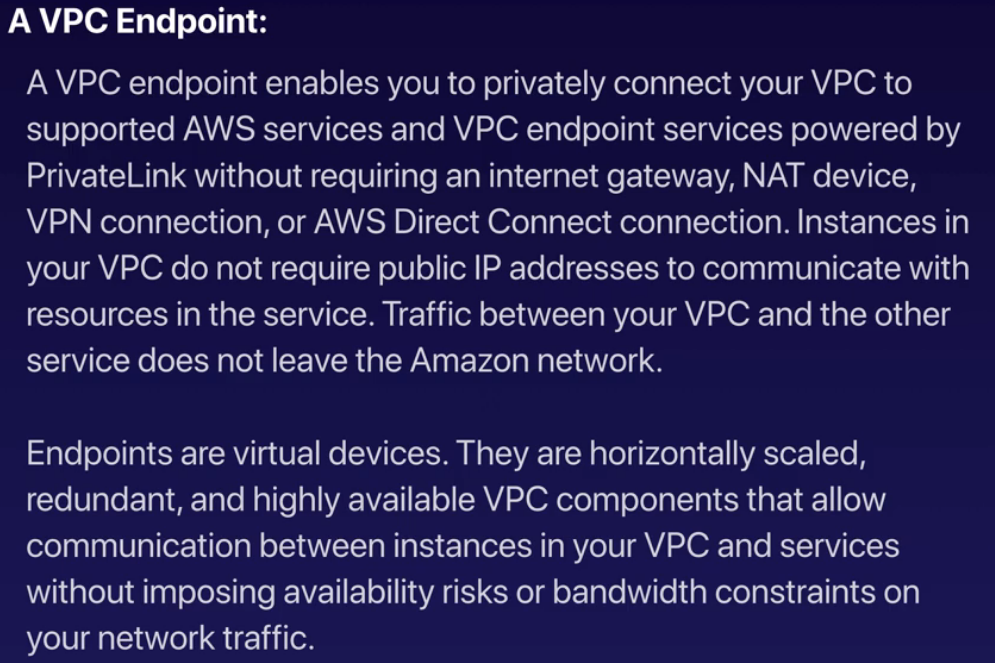 A VPC Endpoint:
A VPC endpoint enables you to privately connect your VPC to
supported AWS services and VPC endpoint services powered by
PrivateLink without requiring an internet gateway, NAT device,
VPN connection, or AWS Direct Connect connection. Instances in
your VPC do not require public IP addresses to communicate with
resources in the service. Traffic between your VPC and the other
service does not leave the Amazon network.
Endpoints are virtual devices. They are horizontally scaled,
redundant, and highly available VPC components that allow
communication between instances in your VPC and services
without imposing availability risks or bandwidth constraints on
your network traffic.